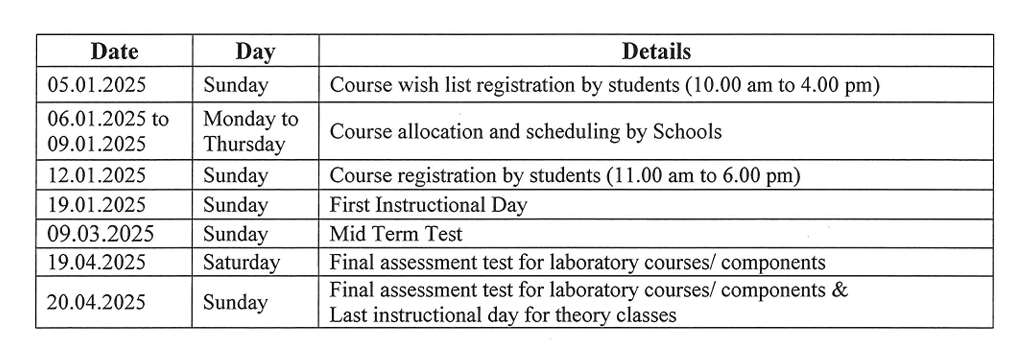 Date Day Details
05.01.2025 Sunday Course wish list registration by students (10.00 am to 4.00 pm)
06.01.2025 to Monday to Course allocation and scheduling by Schools
09.01.2025 Thursday
12.01.2025 Sunday Course registration by students (11.00 am to 6.00 pm)
19.01.2025 Sunday First Instructional Day
09.03.2025 Sunday Mid Term Test
19.04.2025 Saturday Final assessment test for laboratory courses/ components
20.04.2025 Sunday Final assessment test for laboratory courses/ components &
Last instructional day for theory classes